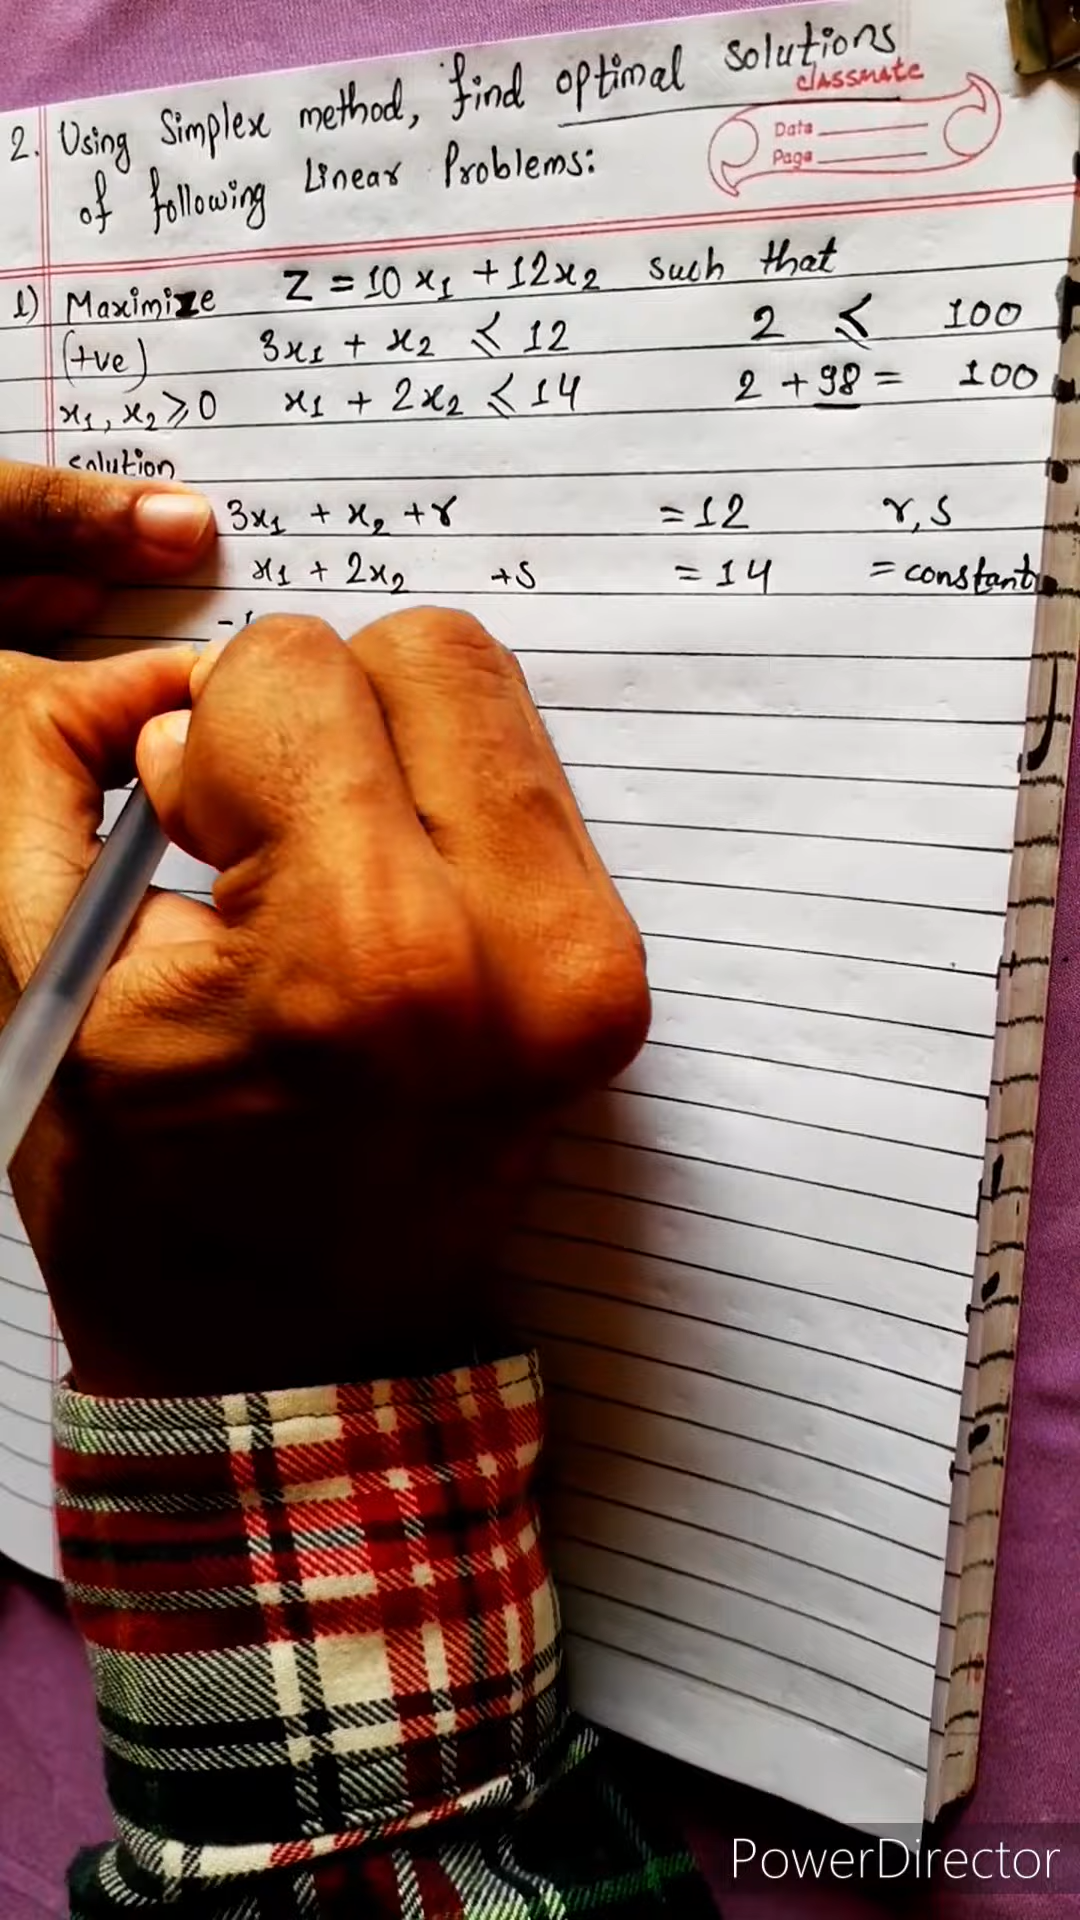 2. Using Simplex method, find optimal solutions
classmate
Date
Page
of following Linear Problems:
1) Maximize Z = 10x₁ + 12x₂ such that
(+ve) 3x₁ + x₂ ≤ 12 2 ≤ 100
x₁, x₂ ≥ 0 x₁ + 2x₂ ≤ 14 2 + 98 = 100
solution
3x₁ + x₂ + r = 12 r, s
x₁ + 2x₂ + s = 14 = constant
PowerDirector